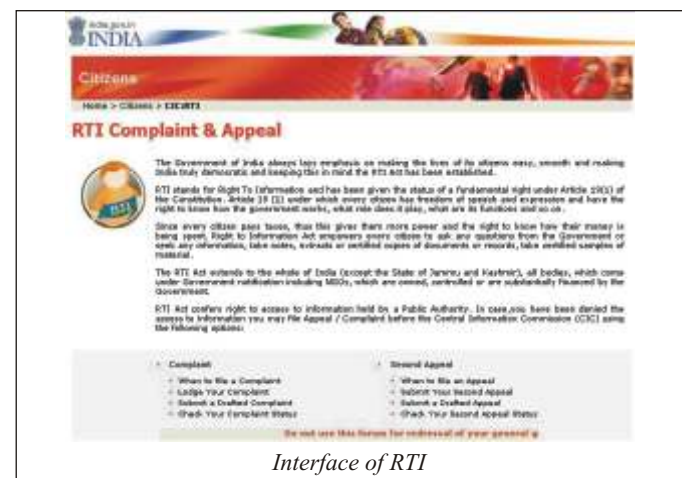 india.gov.in
INDIA
Citizens
Home > Citizens > CIC/RTI
RTI Complaint & Appeal
The Government of India always lays emphasis on making the lives of its citizens easy, smooth and making
India truly democratic and keeping this in mind the RTI Act has been established.
RTI
RTI stands for Right To Information and has been given the status of a fundamental right under Article 19(1) of
the Constitution. Article 19 (1) under which every citizen has freedom of speech and expression and have the
right to know how the government works, what role does it play, what are its functions and so on.
Since every citizen pays taxes, thus this gives them more power and the right to know how their money is
being spent. Right to Information Act empowers every citizen to ask any questions from the Government or
seek any information, take notes, extracts or certified copies of documents or records, take certified samples of
material.
The RTI Act extends to the whole of India (except the State of Jammu and Kashmir), all bodies, which come
under Government notification including NGOs, which are owned, controlled or are substantially financed by the
Government.
RTI Act confers right to access to information held by a Public Authority. In case,you have been denied the
access to information you may file Appeal / Complaint before the Central Information Commission (CIC) using
the following options:
Complaint
When to file a Complaint
Lodge Your Complaint
Submit a Drafted Complaint
Check Your Complaint Status
Second Appeal
When to file an Appeal
Submit Your Second Appeal
Submit a Drafted Appeal
Check Your Second Appeal Status
Do not use this forum for redressal of your general g
Interface of RTI